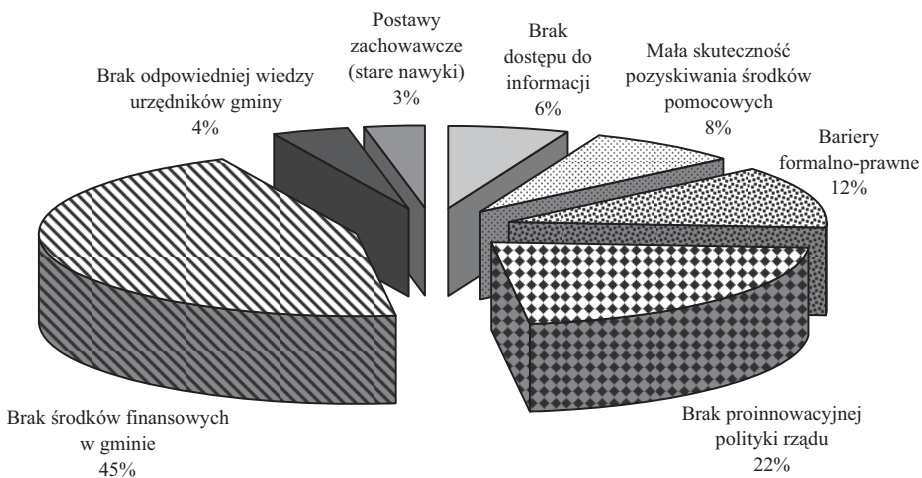 Postawy
zachowawcze
(stare nawyki)
3%
Brak
dostępu do
informacji
6%
Mała skuteczność
pozyskiwania środków
pomocowych
8%
Brak odpowiedniej wiedzy
urzędników gminy
4%
Bariery
formalno-prawne
12%
Brak środków finansowych
w gminie
45%
Brak proinnowacyjnej
polityki rządu
22%